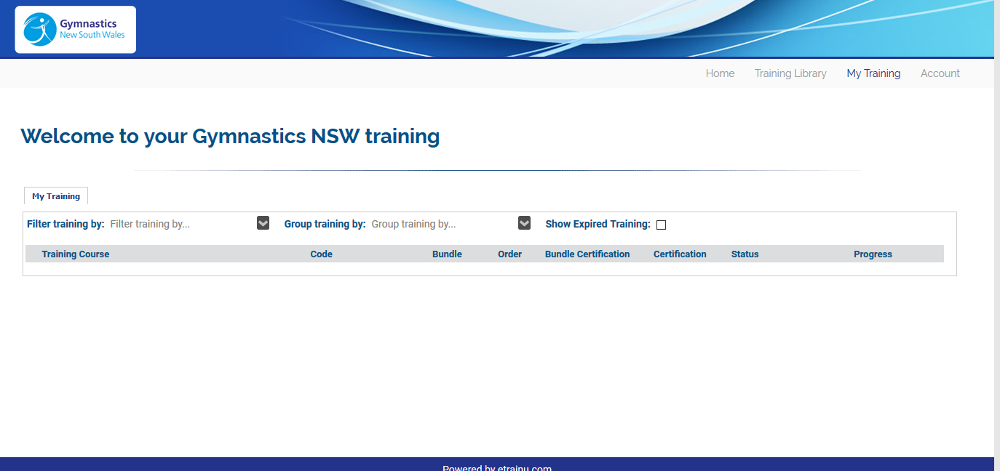 Gymnastics
New South Wales
Home Training Library My Training Account
Welcome to your Gymnastics NSW training
My Training
Filter training by: Filter training by... Group training by: Group training by... Show Expired Training:
Training Course Code Bundle Order Bundle Certification Certification Status Progress
Powered by etrainu.com